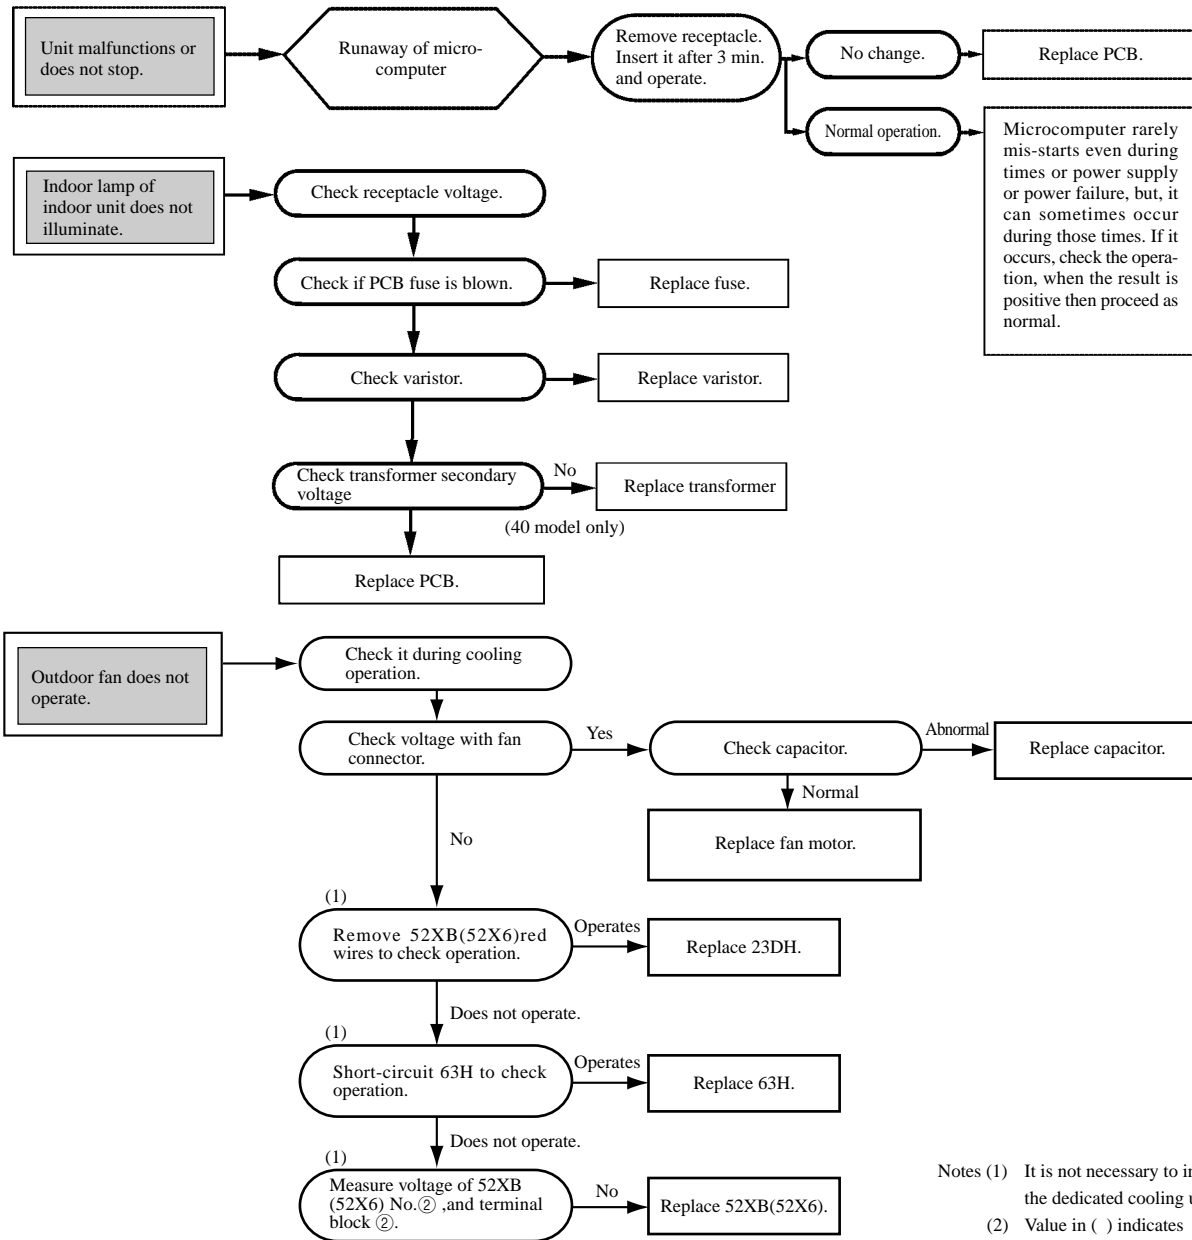 Unit malfunctions or
does not stop.
Runaway of micro-
computer
Remove receptacle.
Insert it after 3 min.
and operate.
No change.
Replace PCB.
Normal operation.
Microcomputer rarely
mis-starts even during
times or power supply
or power failure, but, it
can sometimes occur
during those times. If it
occurs, check the opera-
tion, when the result is
positive then proceed as
normal.
Indoor lamp of
indoor unit does not
illuminate.
Check receptacle voltage.
Check if PCB fuse is blown.
Replace fuse.
Check varistor.
Replace varistor.
Check transformer secondary
voltage
No
Replace transformer
(40 model only)
Replace PCB.
Outdoor fan does not
operate.
Check it during cooling
operation.
Check voltage with fan
connector.
Yes
Check capacitor.
Abnormal
Replace capacitor.
Normal
Replace fan motor.
No
(1)
Remove 52XB(52X6)red
wires to check operation.
Operates
Replace 23DH.
Does not operate.
(1)
Short-circuit 63H to check
operation.
Operates
Replace 63H.
Does not operate.
(1)
Measure voltage of 52XB
(52X6) No.② ,and terminal
block ②.
No
Replace 52XB(52X6).
Notes (1) It is not necessary to
the dedicated cooling
(2) Value in ( ) indicates